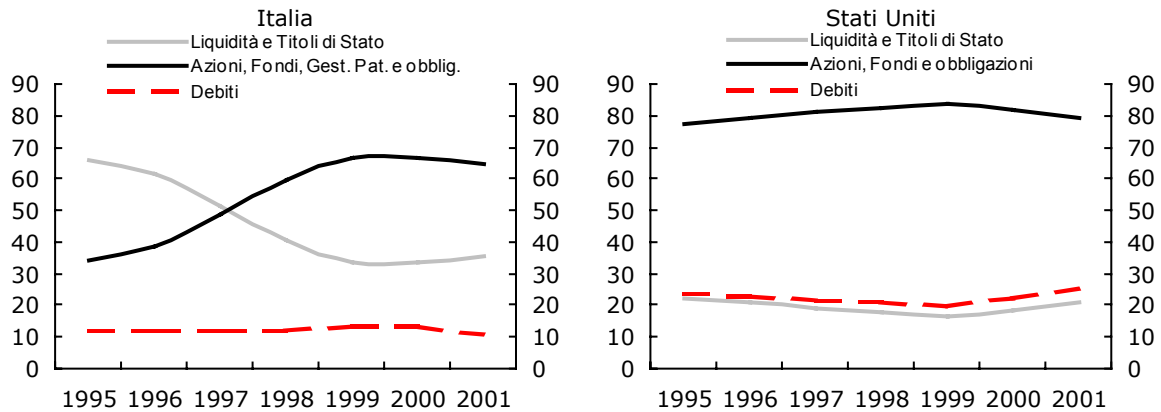 Italia
Liquidità e Titoli di Stato
Azioni, Fondi, Gest. Pat. e obblig.
Debiti
90 90
80 80
70 70
60 60
50 50
40 40
30 30
20 20
10 10
0 0
1995 1996 1997 1998 1999 2000 2001
Stati Uniti
Liquidità e Titoli di Stato
Azioni, Fondi e obbligazioni
Debiti
90 90
80 80
70 70
60 60
50 50
40 40
30 30
20 20
10 10
0 0
1995 1996 1997 1998 1999 2000 2001